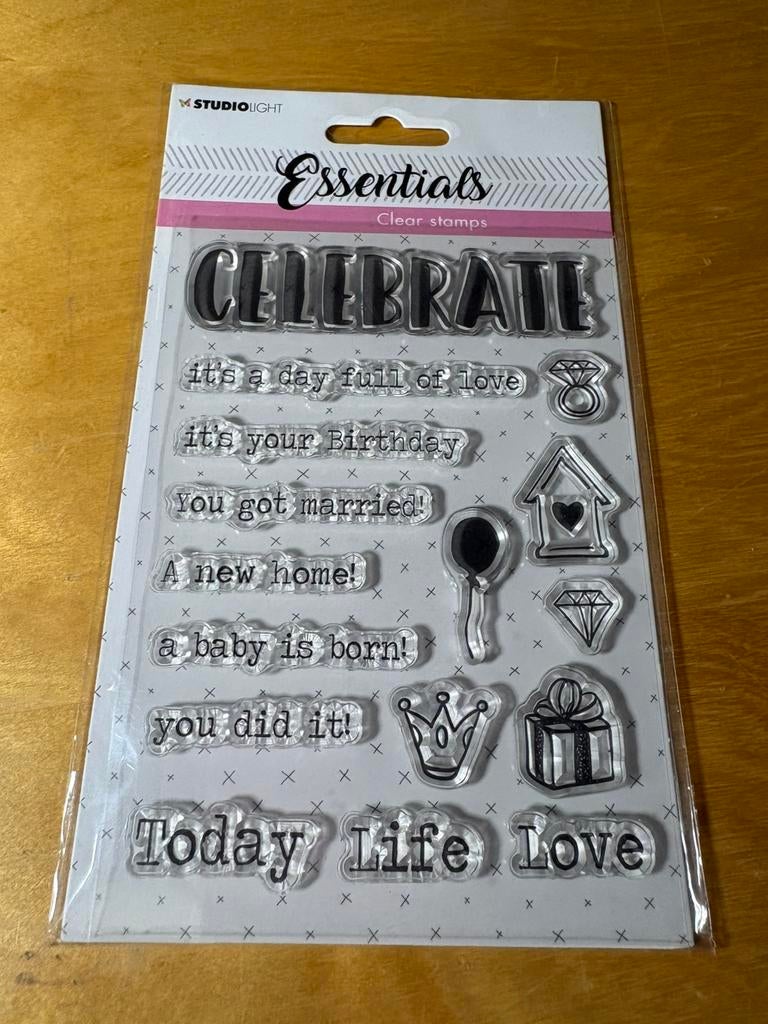 STUDIOLIGHT
Essentials
Clear stamps
CELEBRATE
it's a day full of love
it's your Birthday
You got married!
A new home!
a baby is born!
you did it!
Today Life Love